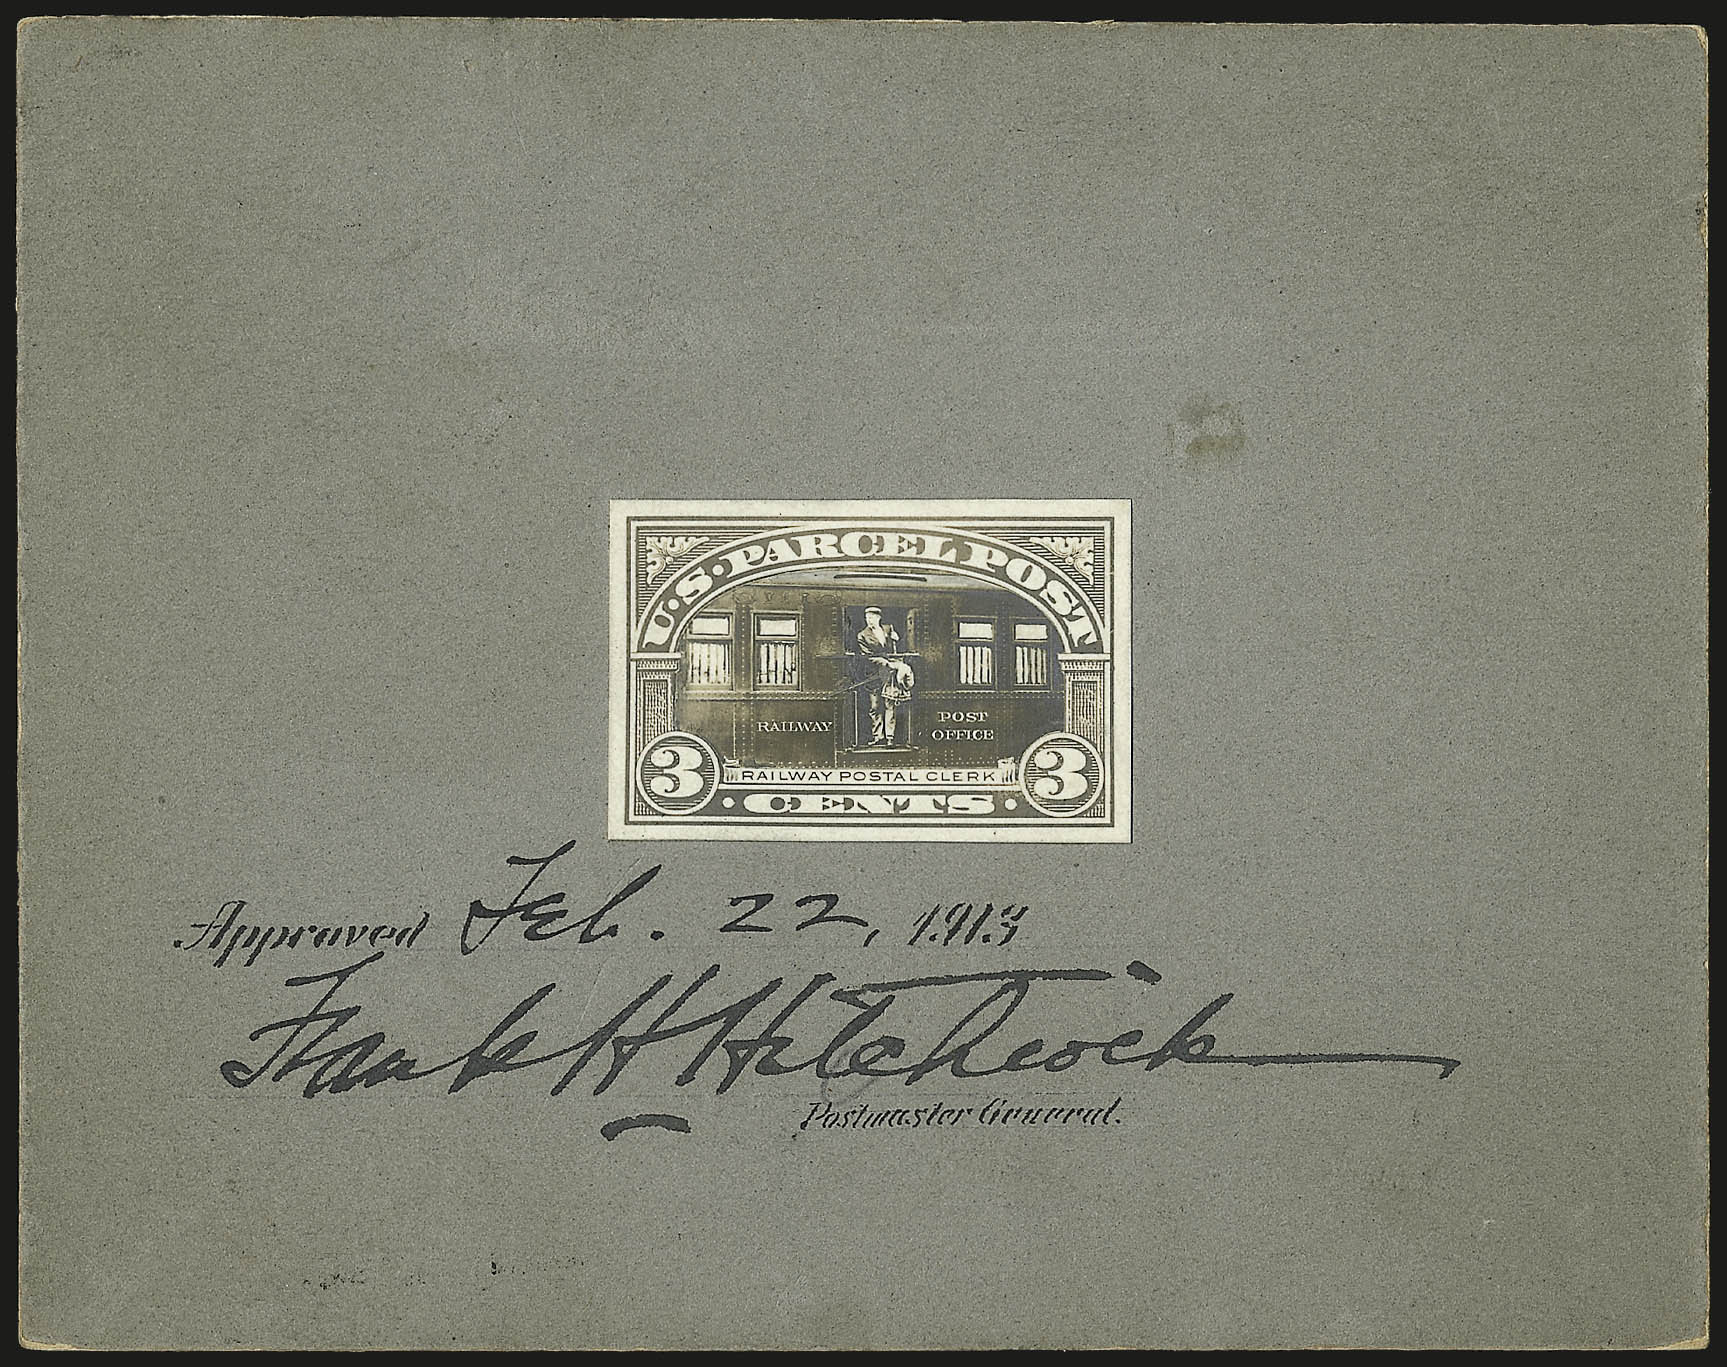 U·S·PARCEL POST
RAILWAY POST
OFFICE
3 RAILWAY POSTAL CLERK 3
·CENTS·
Approved Feb. 22, 1913
Frank H Hitchcock
Postmaster General.